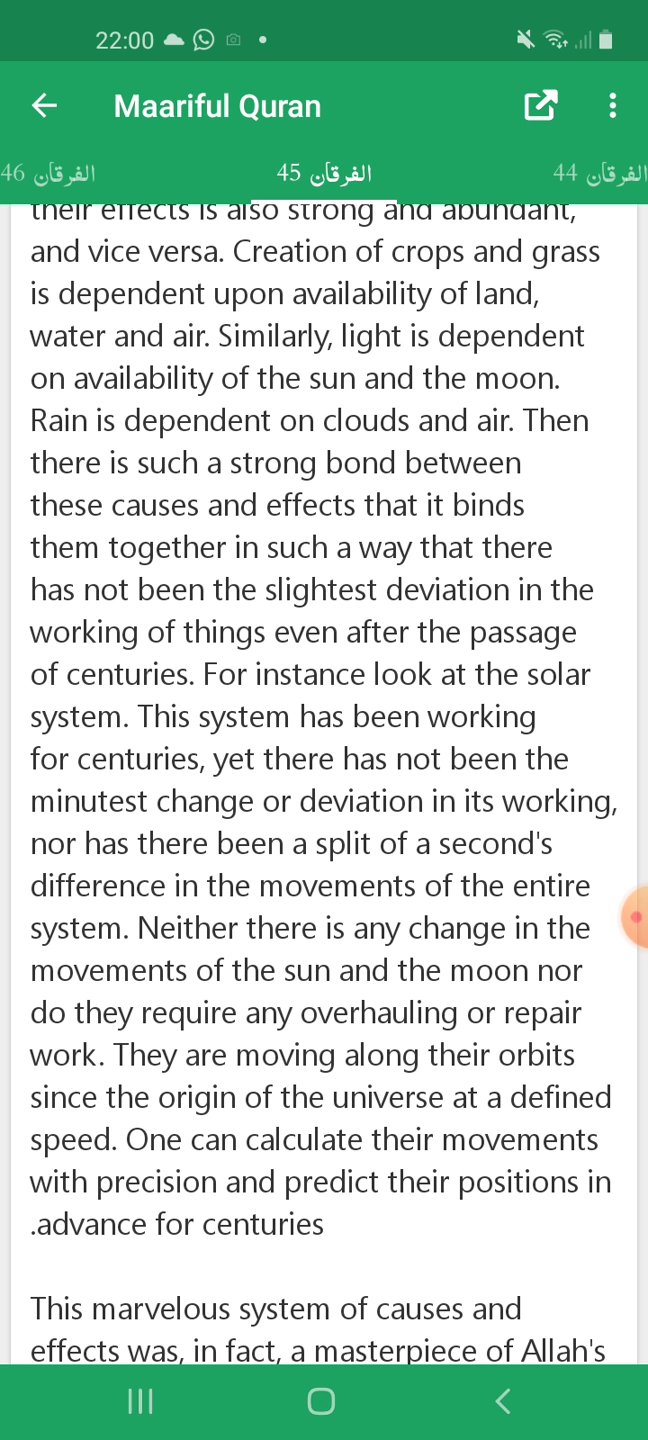 22:00
Maariful Quran
الفرقان 46
الفرقان 45
الفرقان 44
their effects is also strong and abundant,
and vice versa. Creation of crops and grass
is dependent upon availability of land,
water and air. Similarly, light is dependent
on availability of the sun and the moon.
Rain is dependent on clouds and air. Then
there is such a strong bond between
these causes and effects that it binds
them together in such a way that there
has not been the slightest deviation in the
working of things even after the passage
of centuries. For instance look at the solar
system. This system has been working
for centuries, yet there has not been the
minutest change or deviation in its working,
nor has there been a split of a second's
difference in the movements of the entire
system. Neither there is any change in the
movements of the sun and the moon nor
do they require any overhauling or repair
work. They are moving along their orbits
since the origin of the universe at a defined
speed. One can calculate their movements
with precision and predict their positions in
.advance for centuries
This marvelous system of causes and
effects was, in fact, a masterpiece of Allah's